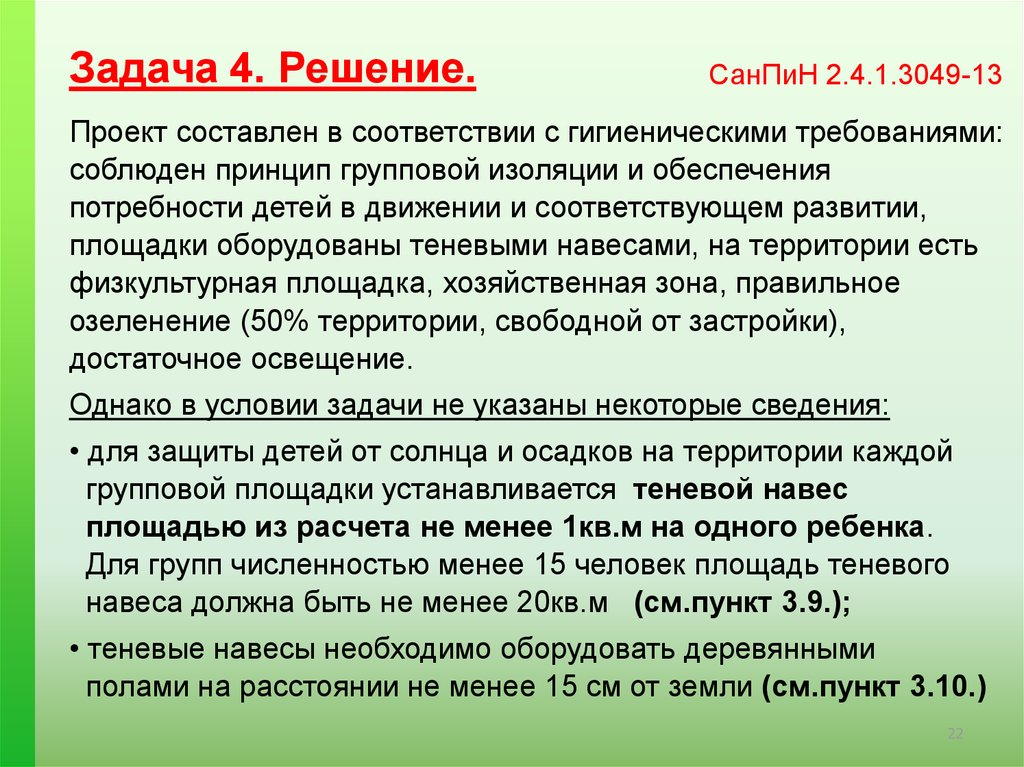 Задача 4. Решение.
СанПиН 2.4.1.3049-13
Проект составлен в соответствии с гигиеническими требованиями:
соблюден принцип групповой изоляции и обеспечения
потребности детей в движении и соответствующем развитии,
площадки оборудованы теневыми навесами, на территории есть
физкультурная площадка, хозяйственная зона, правильное
озеленение (50% территории, свободной от застройки),
достаточное освещение.
Однако в условии задачи не указаны некоторые сведения:
• для защиты детей от солнца и осадков на территории каждой
групповой площадки устанавливается теневой навес
площадью из расчета не менее 1кв.м на одного ребенка.
Для групп численностью менее 15 человек площадь теневого
навеса должна быть не менее 20кв.м (см.пункт 3.9.);
• теневые навесы необходимо оборудовать деревянными
полами на расстоянии не менее 15 см от земли (см.пункт 3.10.)
22